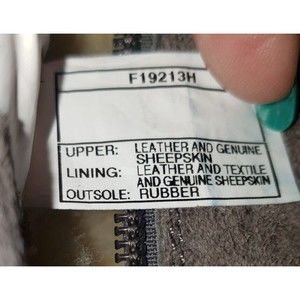 F19213H
UPPER: LEATHER AND GENUINE
SHEEPSKIN
LINING: LEATHER AND TEXTILE
AND GENUINE SHEEPSKIN
OUTSOLE: RUBBER